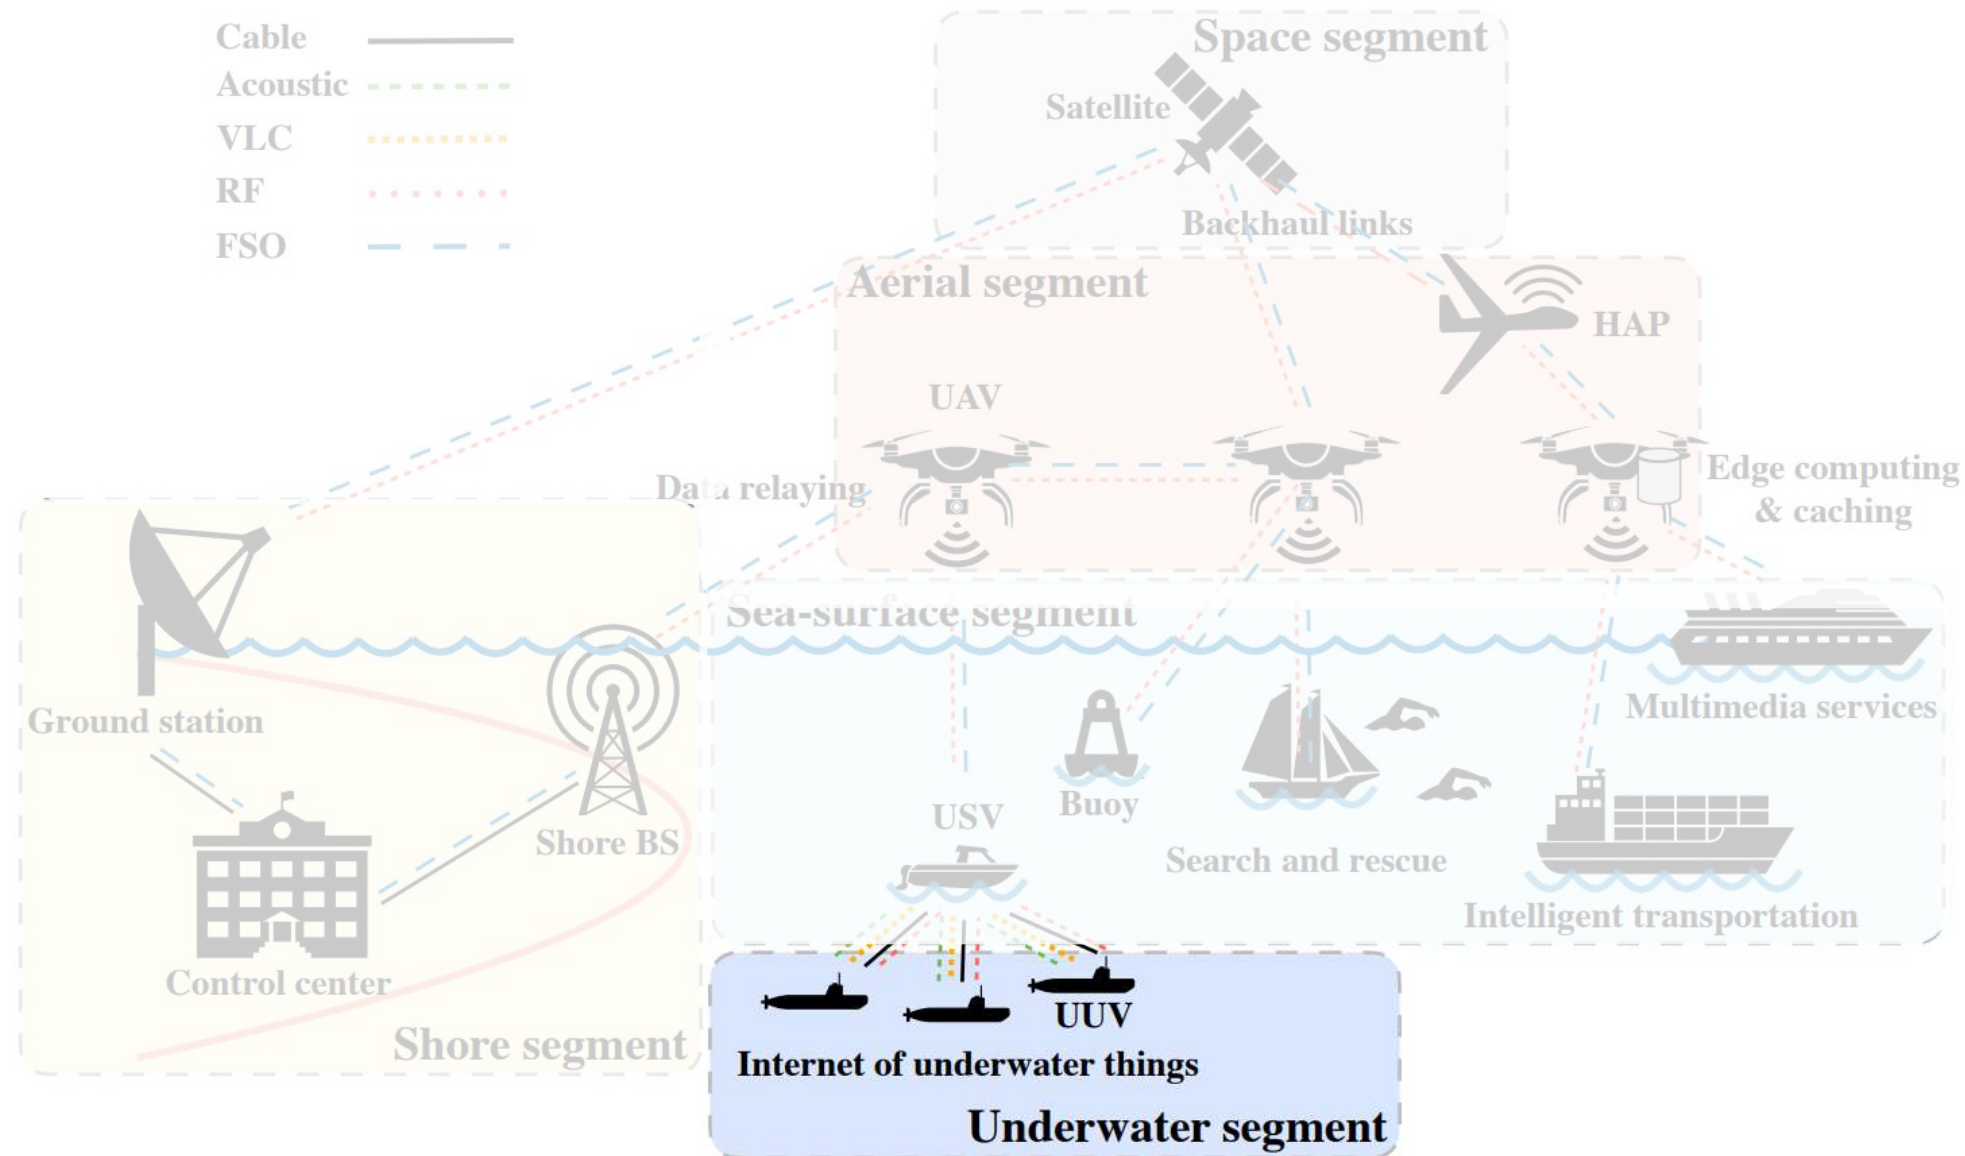 Cable
Acoustic
VLC
RF
FSO
Space segment
Satellite
Backhaul links
Aerial segment
HAP
UAV
Data relaying
Edge computing
& caching
Sea-surface segment
Ground station
Multimedia services
Buoy
USV
Shore BS
Search and rescue
Intelligent transportation
Control center
UUV
Shore segment
Internet of underwater things
Underwater segment